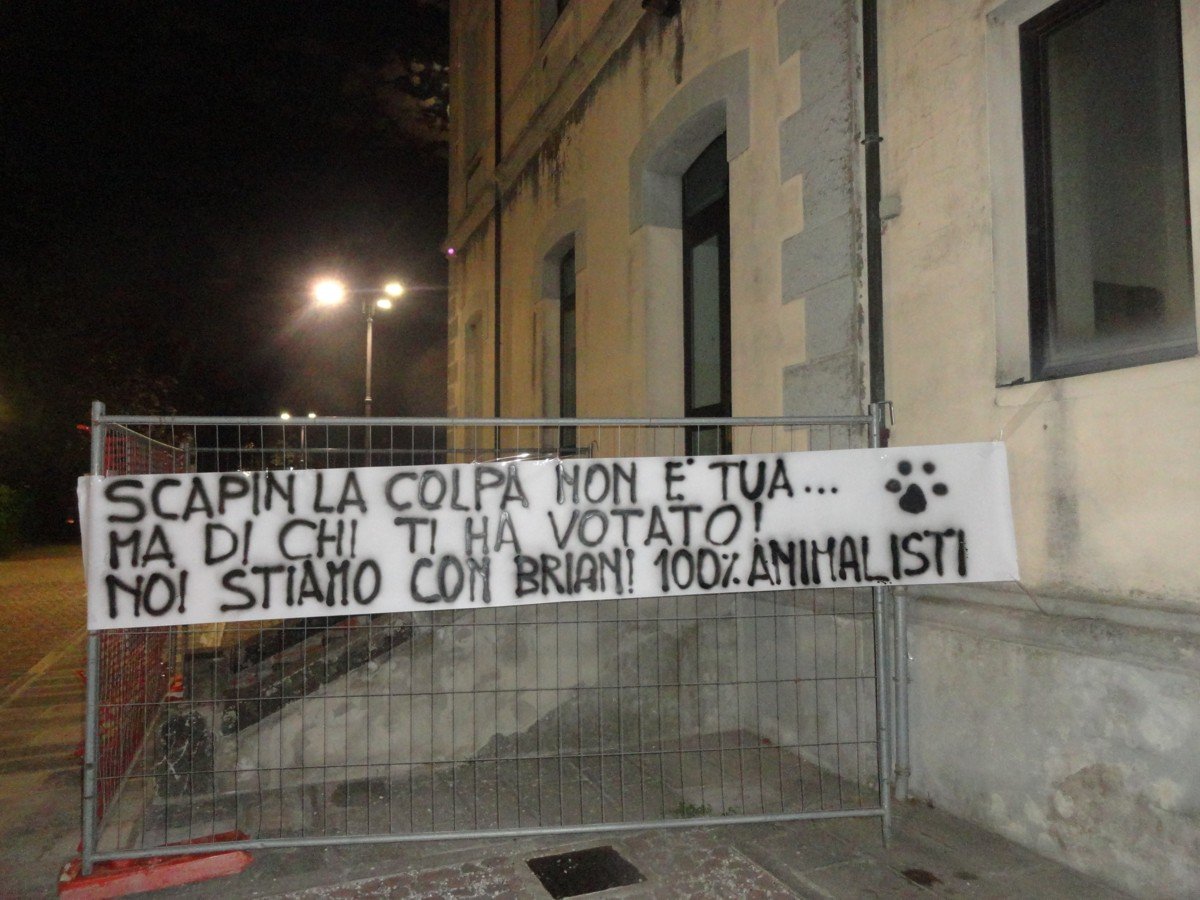 SCAPIN LA COLPA NON E' TUA...
MA DI CHI TI HA VOTATO!
NOI STIAMO CON BRIAN! 100% ANIMALISTI